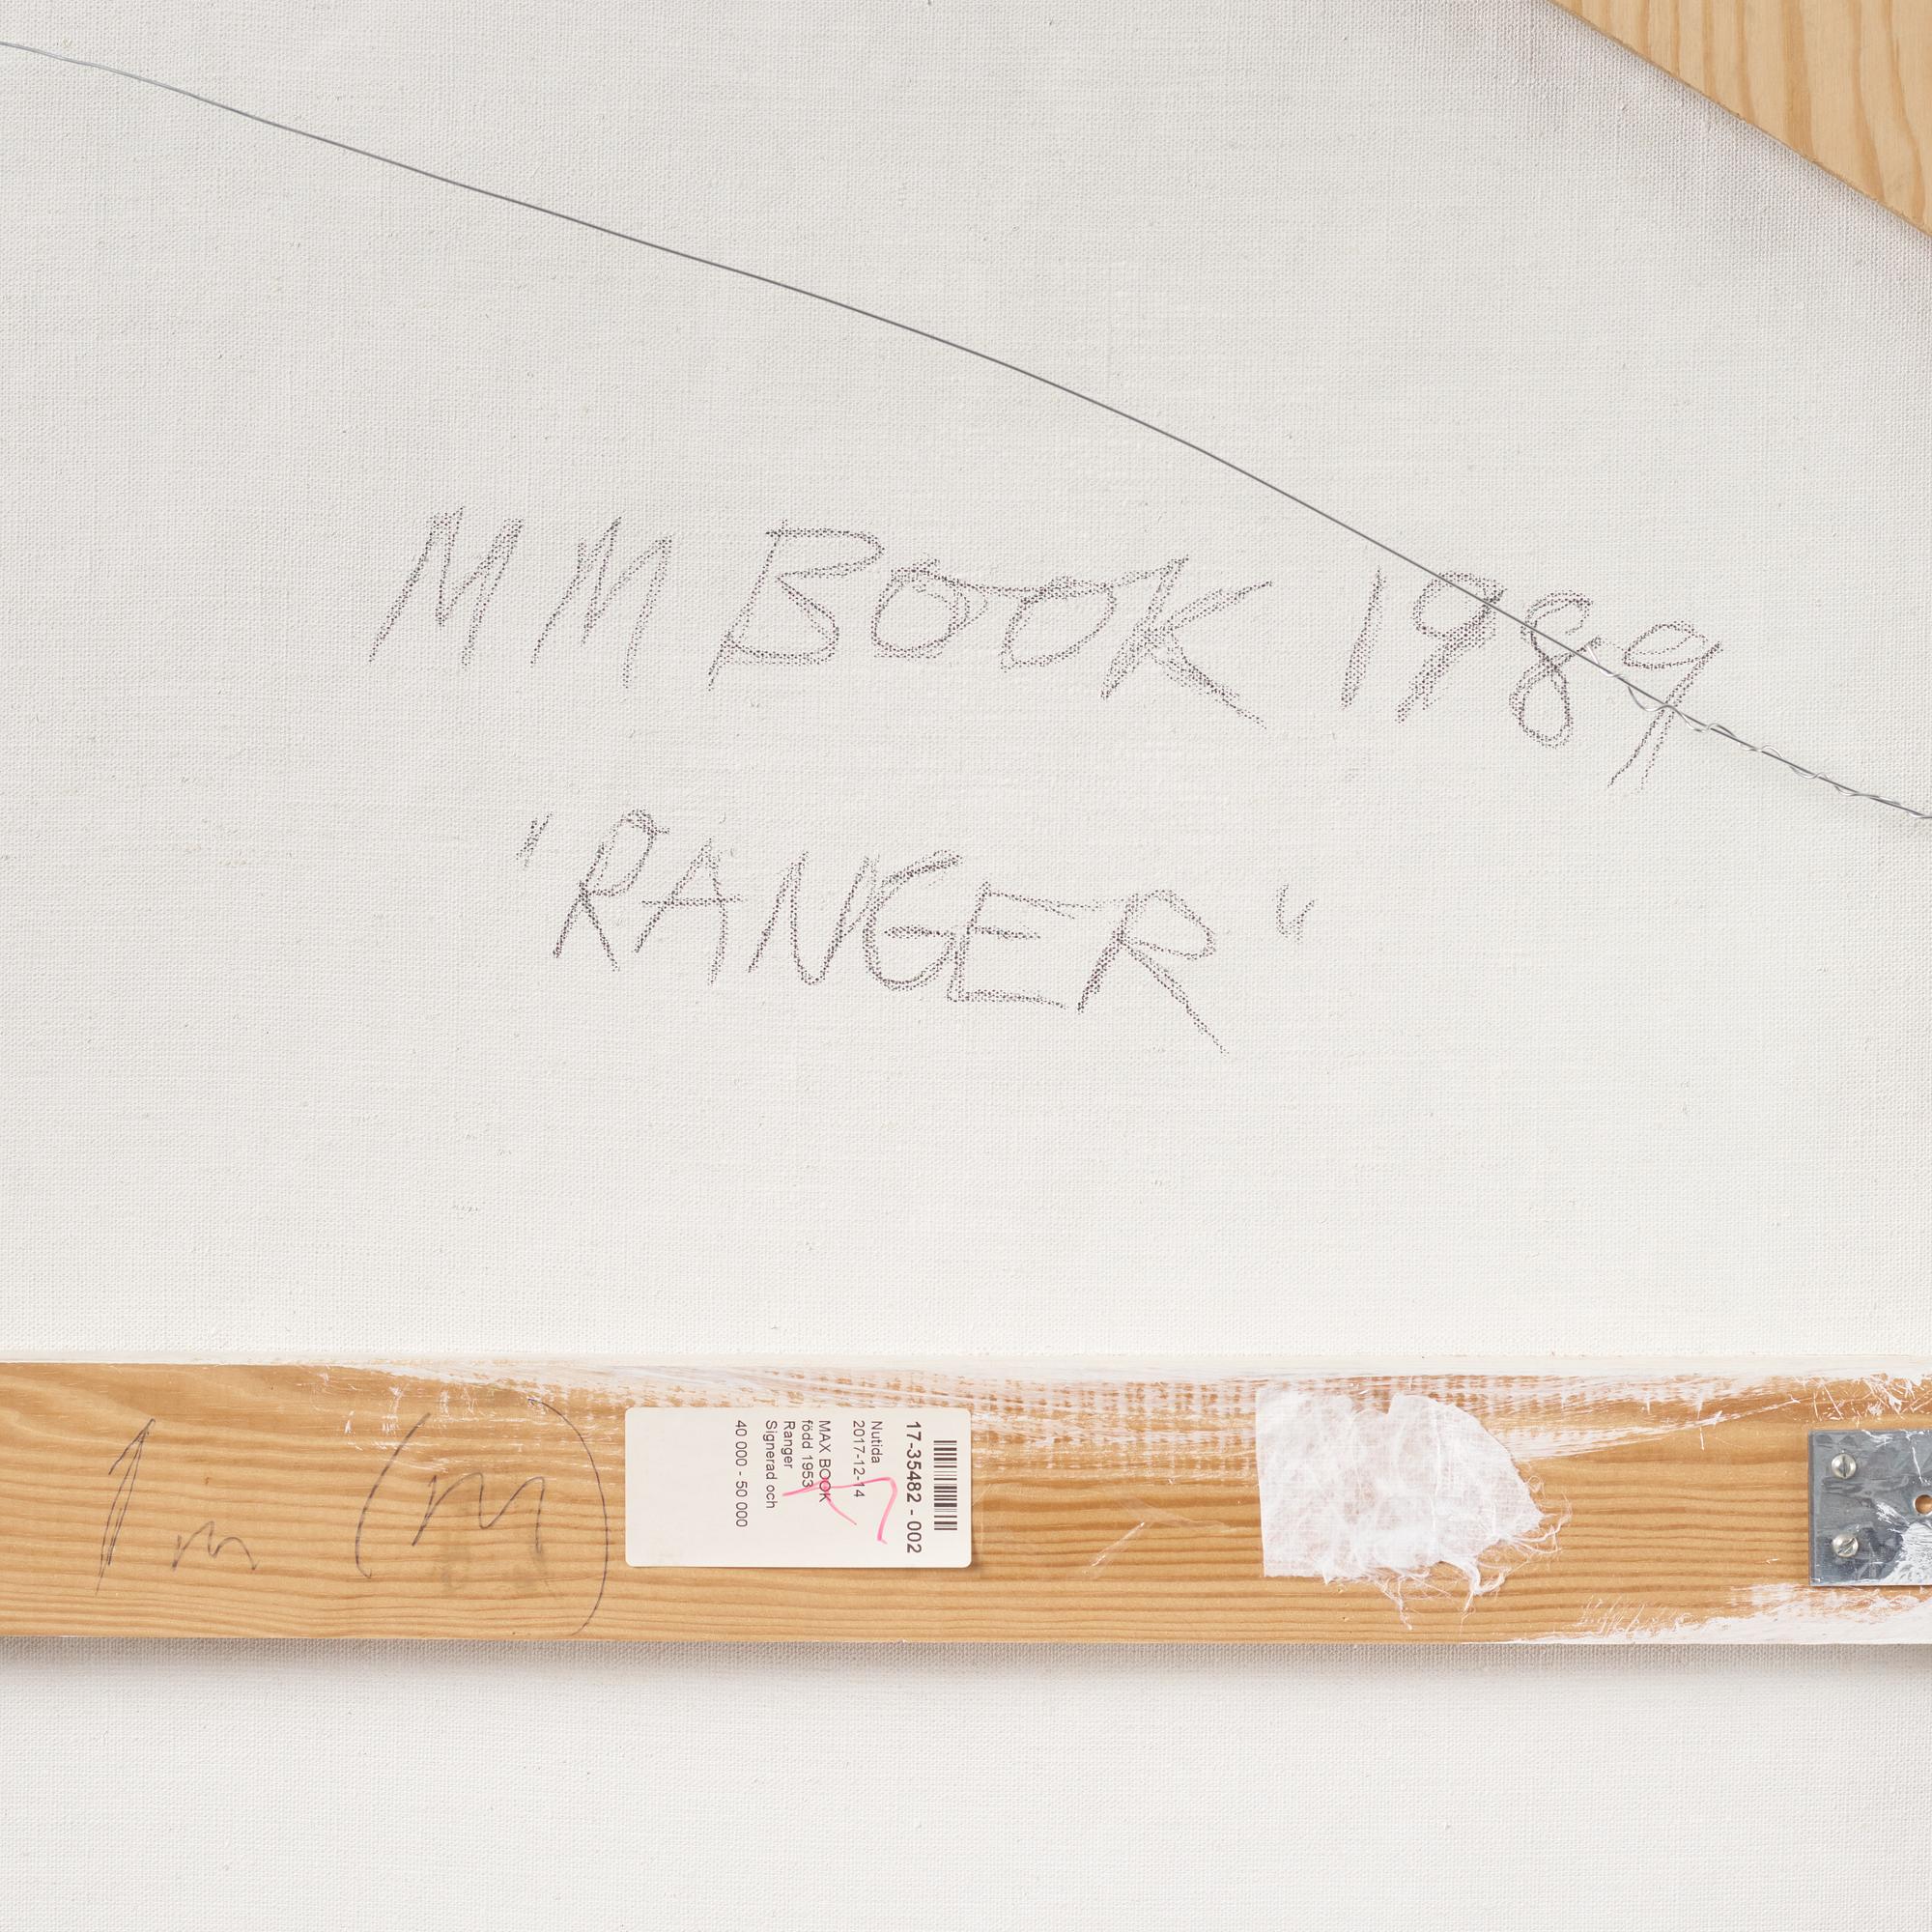 MM BOOK 1989
"RANGER"
1m (m)
17-35482 - 002
Nutida
2017-12-14
MAX BOOK
född 1953
Ranger
Signerad och
40 000 - 50 000